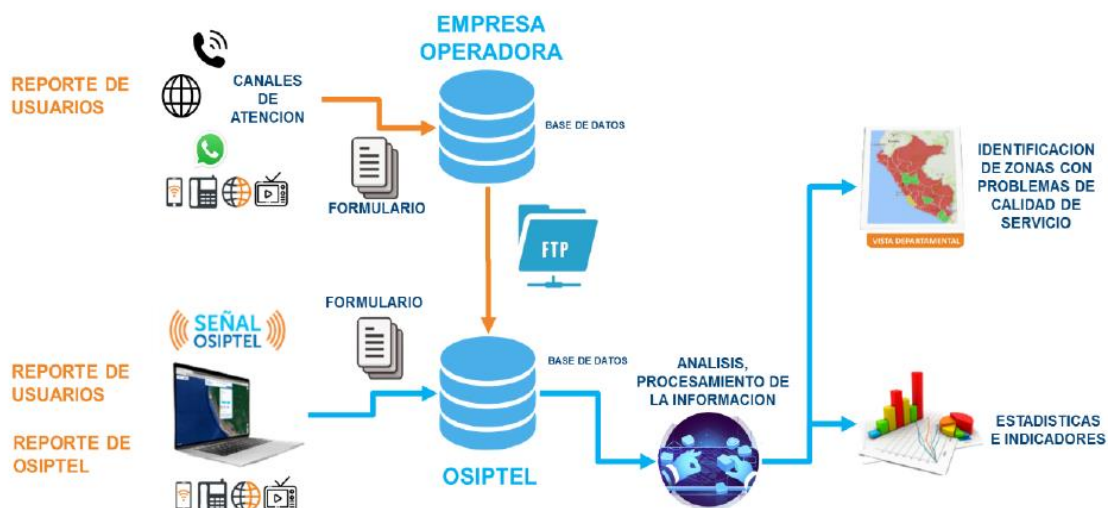 EMPRESA
OPERADORA
REPORTE DE
USUARIOS
CANALES
DE
ATENCION
BASE DE DATOS
FORMULARIO
FTP
IDENTIFICACION
DE ZONAS CON
PROBLEMAS DE
CALIDAD DE
SERVICIO
VISTA DEPARTAMENTAL
SEÑAL
OSIPTEL
FORMULARIO
REPORTE DE
USUARIOS
REPORTE DE
OSIPTEL
BASE DE DATOS
OSIPTEL
ANALISIS,
PROCESAMIENTO DE
LA INFORMACION
ESTADISTICAS
E INDICADORES